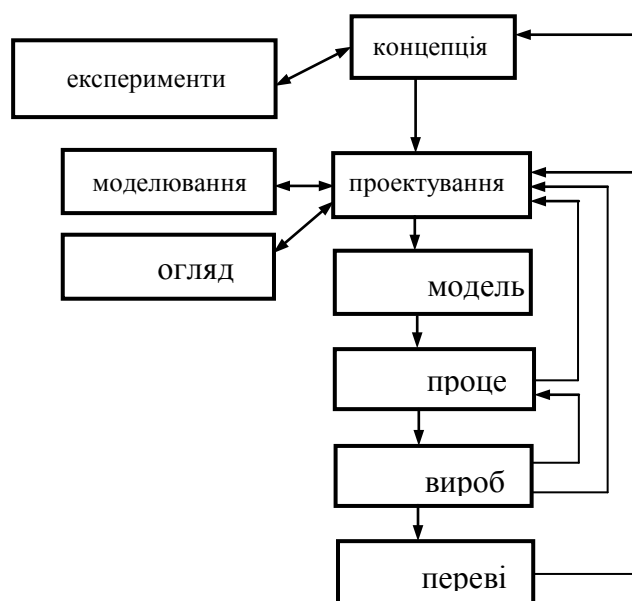 концепція
експерименти
моделювання
проектування
огляд
модель
проце
вироб
переві